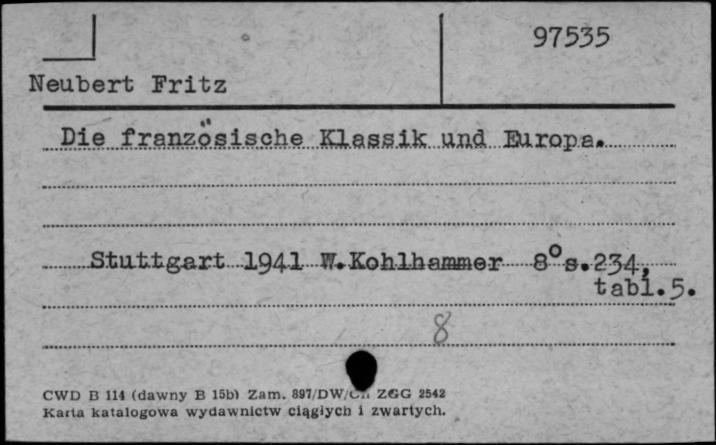 97535
Neubert Fritz
Die französische Klassik und Europa.
Stuttgart 1941 W.Kohlhammer 8° s.234,
tabl.5.
8
CWD B 114 (dawny B 15b) Zam. 897/DW/ ZGG 2542
Karta katalogowa wydawnictw ciągłych i zwartych.